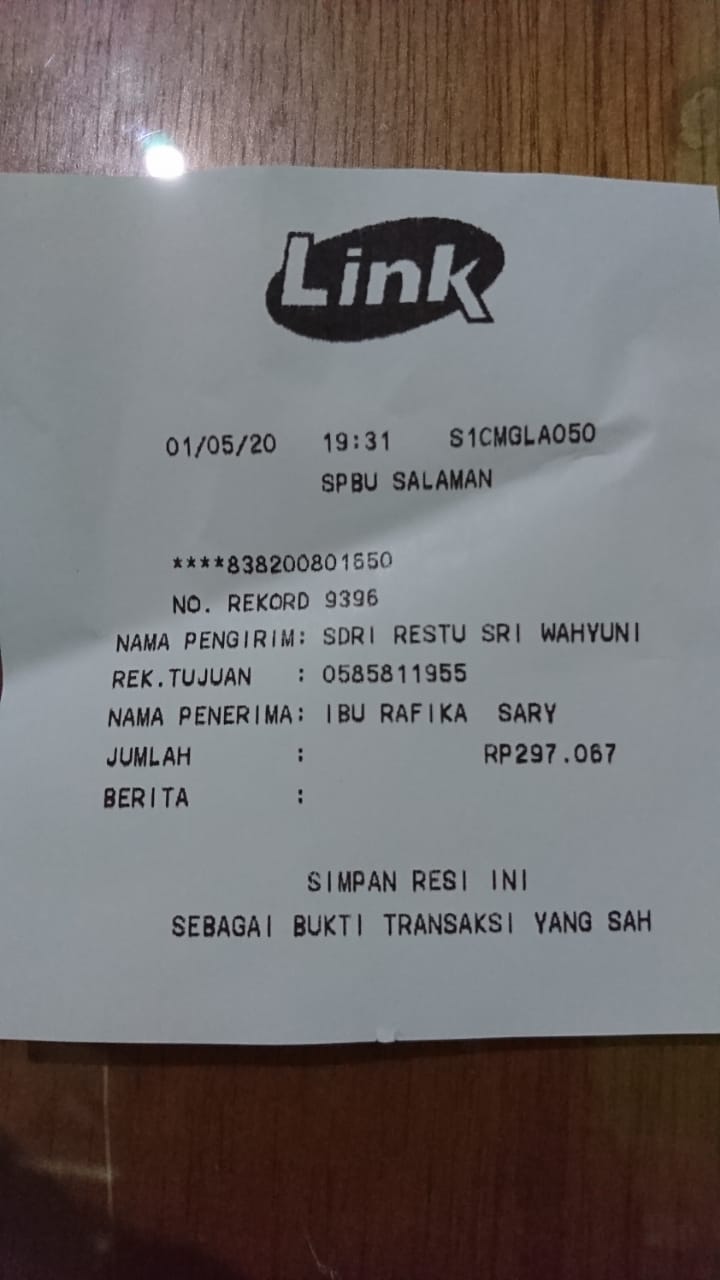 Link
01/05/20 19:31 S1CMGLA050
SPBU SALAMAN
****838200801650
NO. REKORD 9396
NAMA PENGIRIM: SDRI RESTU SRI WAHYUNI
REK.TUJUAN : 0585811955
NAMA PENERIMA: IBU RAFIKA SARY
JUMLAH : RP297.067
BERITA :
SIMPAN RESI INI
SEBAGAI BUKTI TRANSAKSI YANG SAH